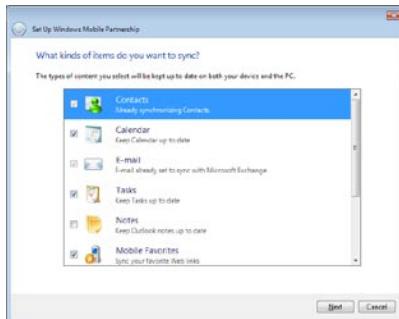 Set Up Windows Mobile Partnership
What kinds of items do you want to sync?
The types of content you select will be kept up to date on both your device and the PC.
Contacts
Already synchronizing Contacts
Calendar
Keep Calendar up to date
E-mail
E-mail already set to sync with Microsoft Exchange
Tasks
Keep Tasks up to date
Notes
Keep Outlook notes up to date
Mobile Favorites
Sync your favorite Web links
Next
Cancel